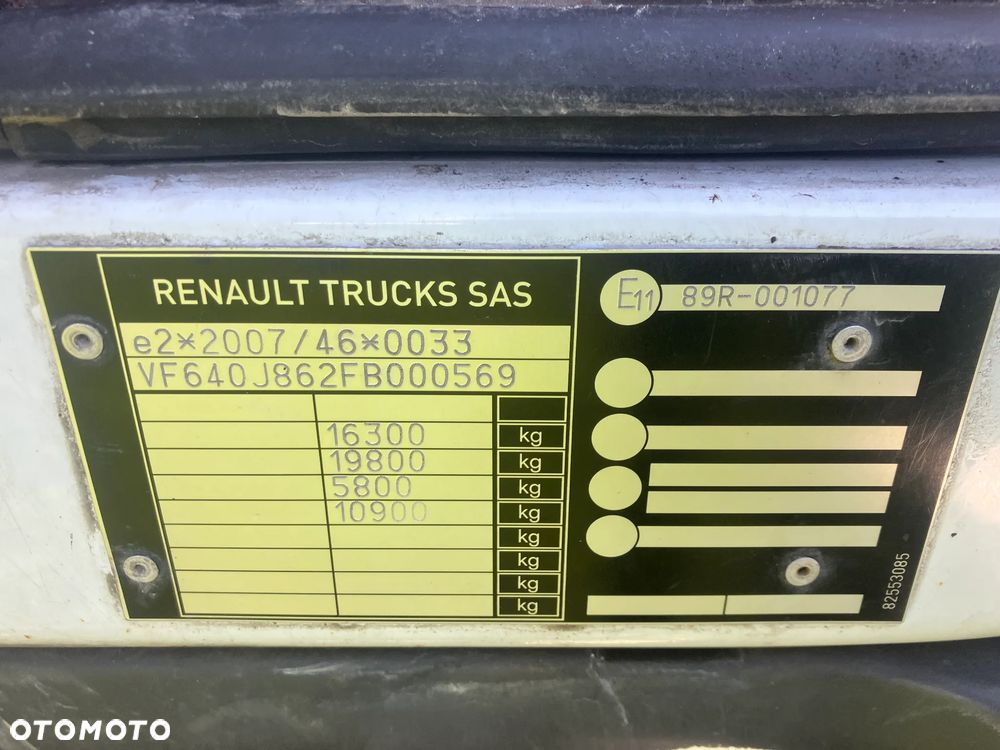 RENAULT TRUCKS SAS
e2*2007/46*0033
VF640J862FB000569
16300 kg
19800 kg
5800 kg
10900 kg
kg
kg
kg
kg
E11 89R-001077
82553085
OTOMOTO